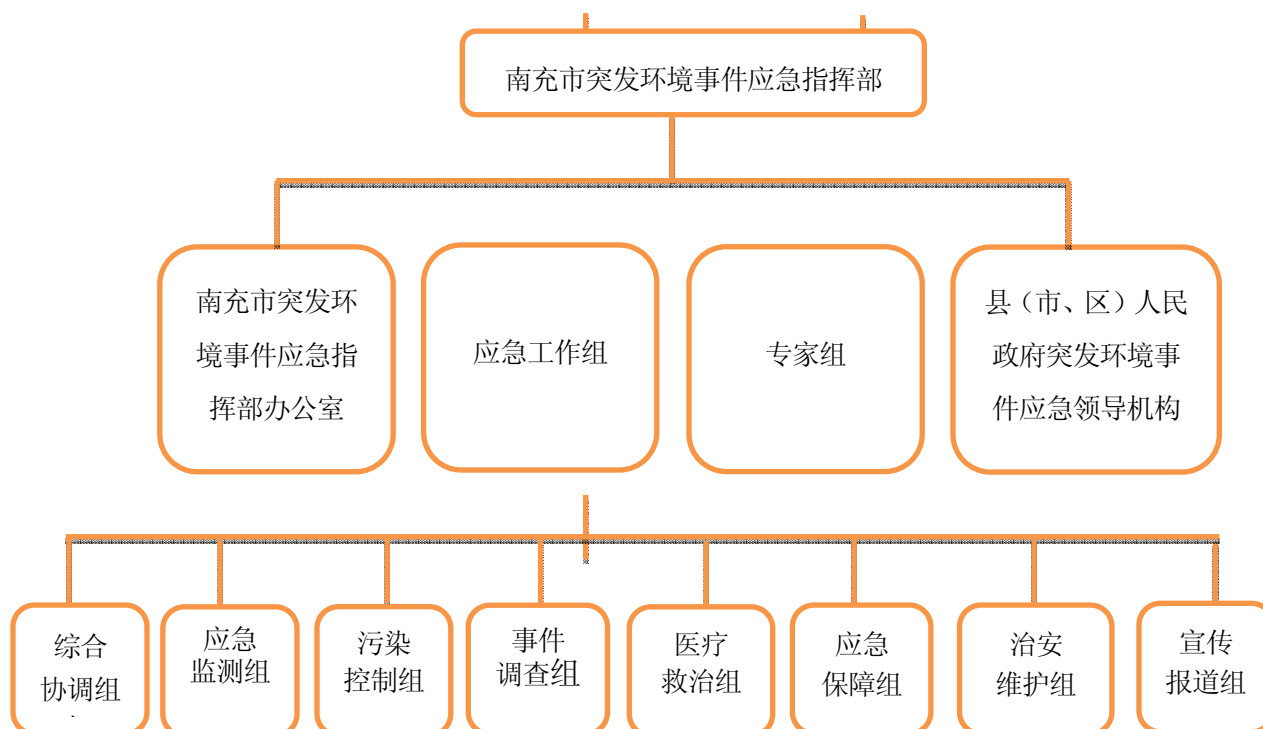 南充市突发环境事件应急指挥部
南充市突发环
境事件应急指
挥部办公室
应急工作组
专家组
县（市、区）人民
政府突发环境事
件应急领导机构
综合
协调组
应急
监测组
污染
控制组
事件
调查组
医疗
救治组
应急
保障组
治安
维护组
宣传
报道组